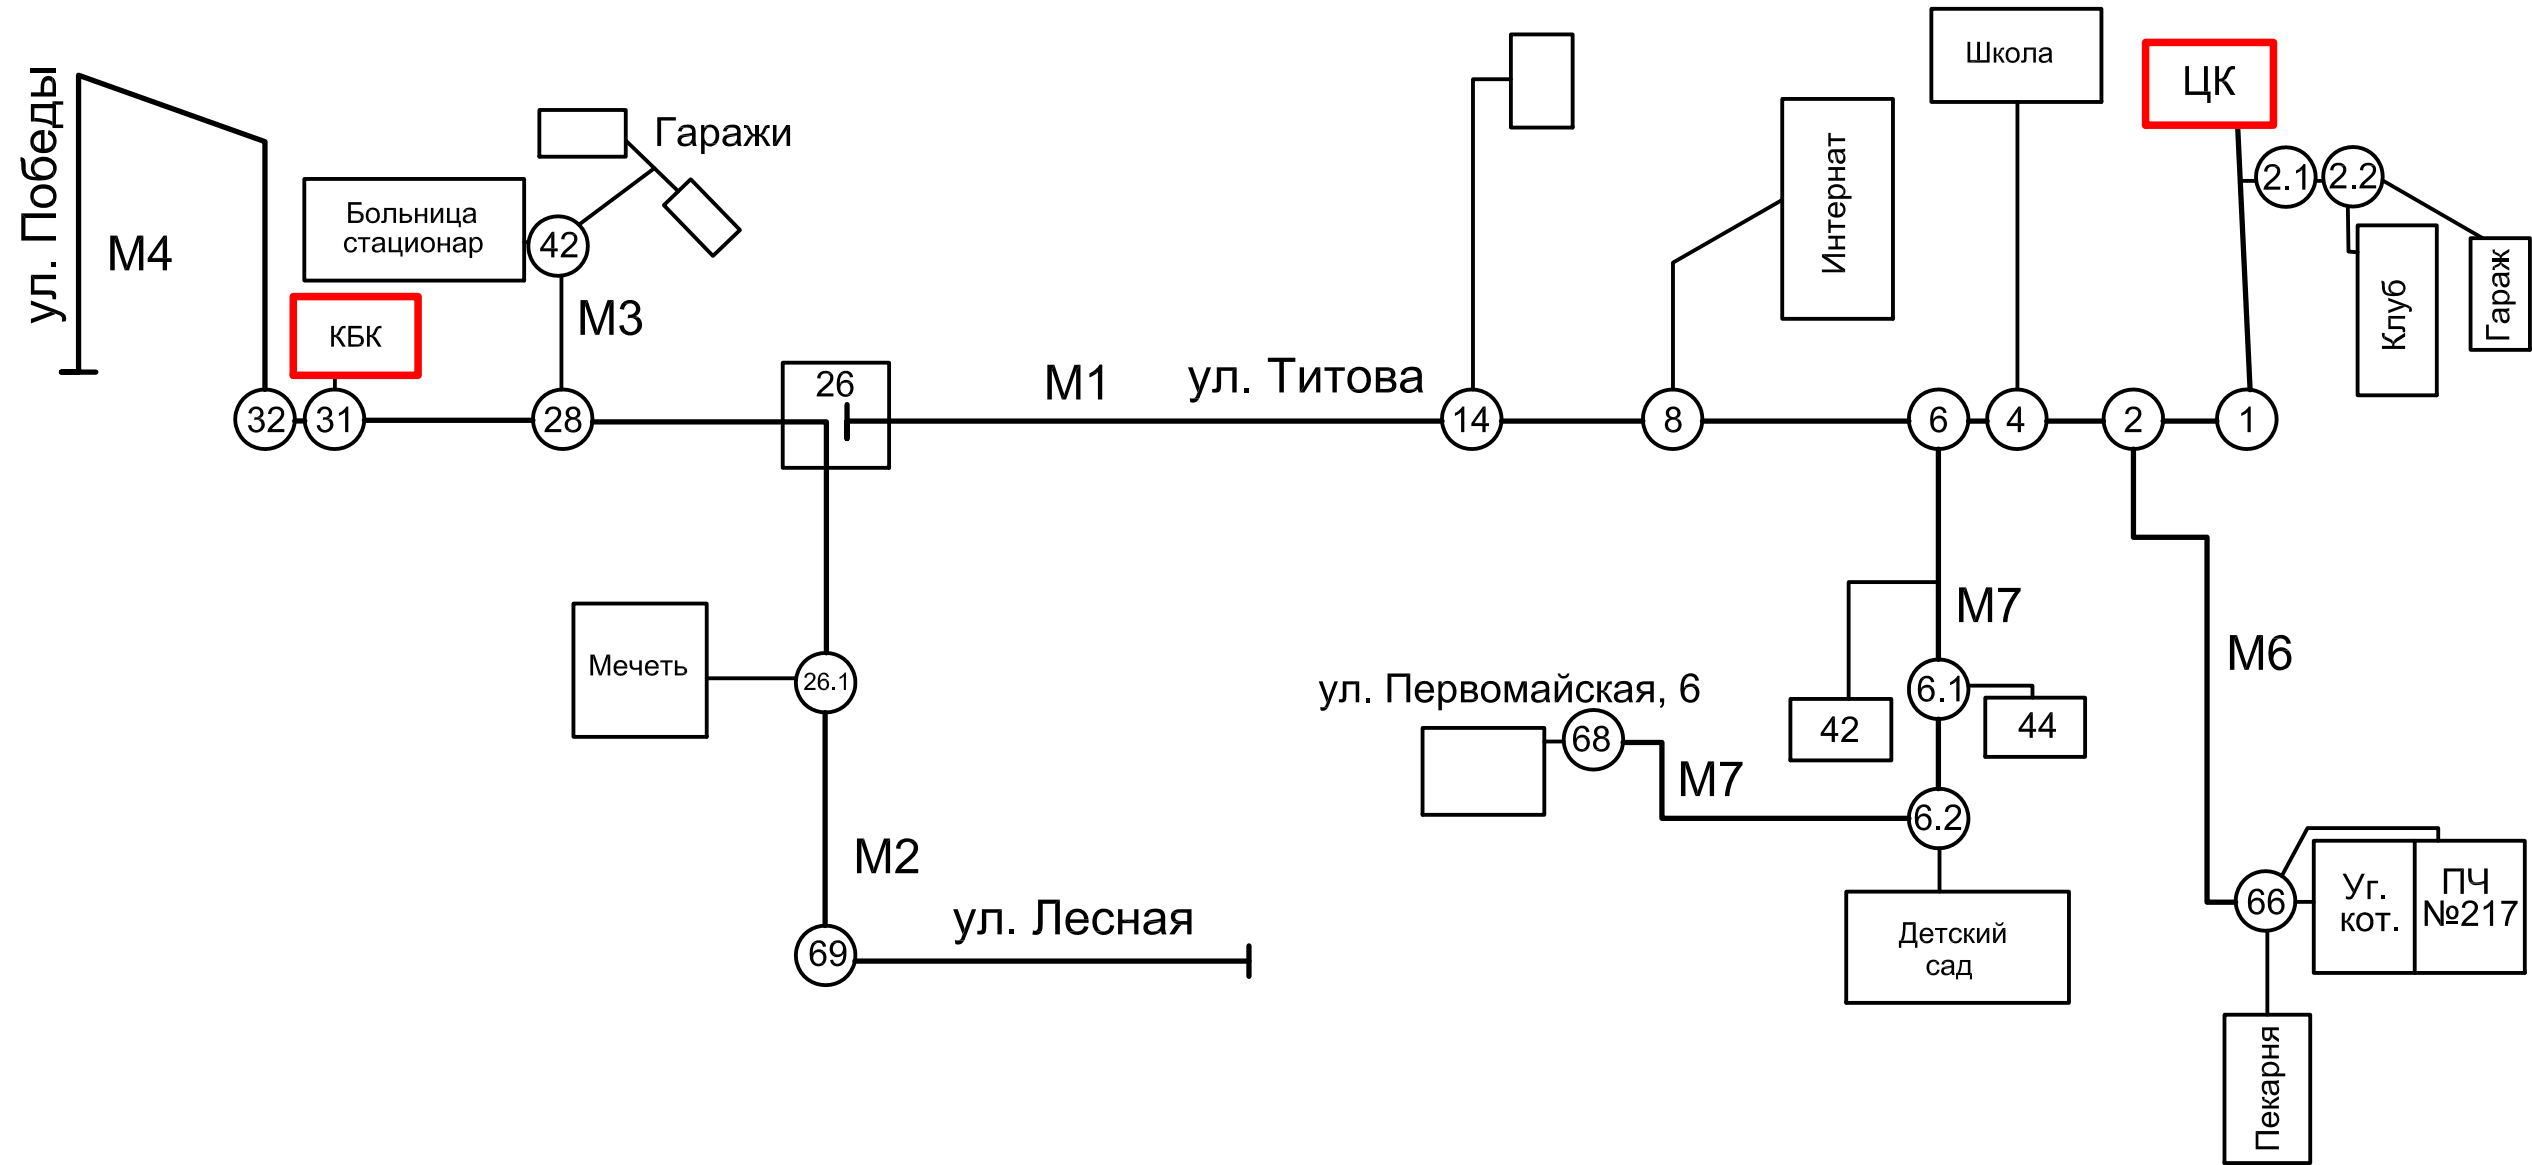 ул. Победы
М4
Больница
стационар
42
Гаражи
КБК
М3
32
31
28
26
М1
ул. Титова
14
8
6
4
2
1
Интернат
Школа
ЦК
2.1
2.2
Клуб
Гараж
Мечеть
26.1
М2
69
ул. Лесная
ул. Первомайская, 6
68
М7
42
6.1
44
М7
6.2
Детский
сад
М6
66
Уг.
кот.
ПЧ
№217
Пекарня